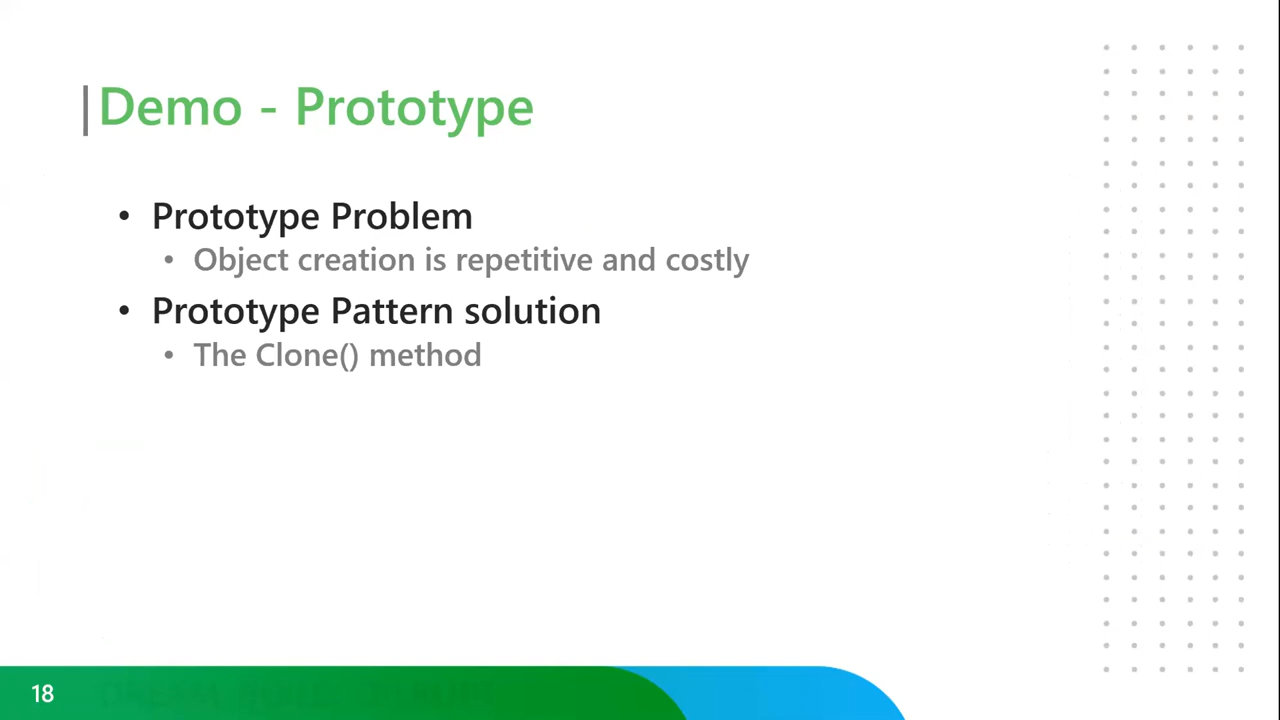 Demo - Prototype
• Prototype Problem
• Object creation is repetitive and costly
• Prototype Pattern solution
• The Clone() method
18